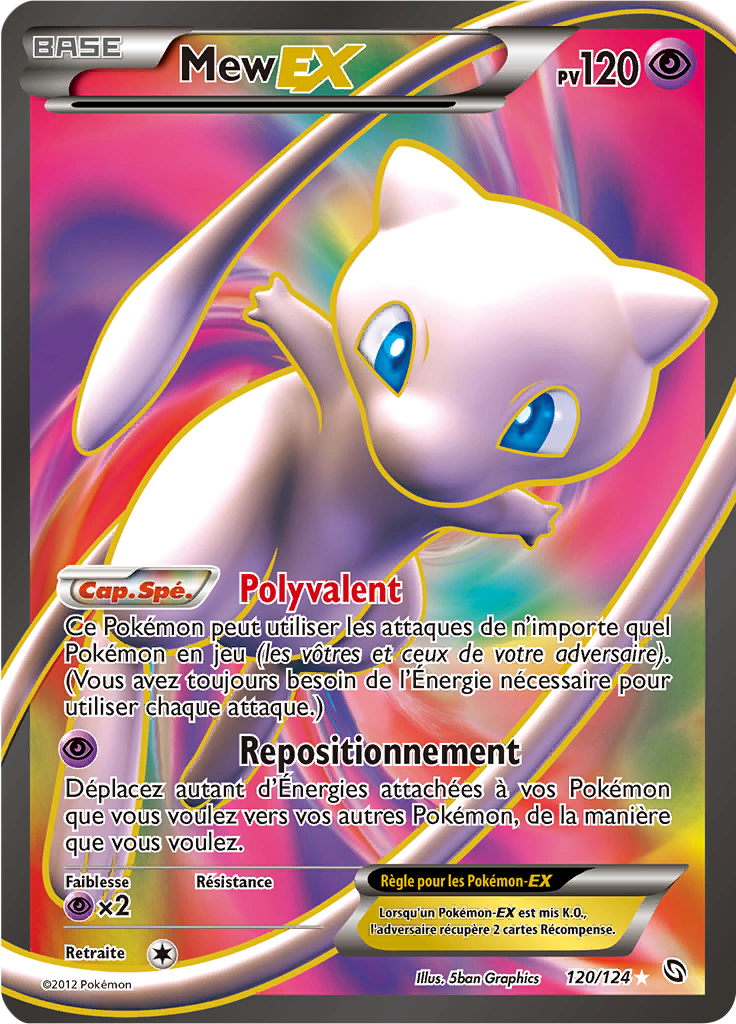 BASE
Mew EX
PV120
Cap.Spé. Polyvalent
Ce Pokémon peut utiliser les attaques de n'importe quel
Pokémon en jeu (les vôtres et ceux de votre adversaire).
(Vous avez toujours besoin de l'Énergie nécessaire pour
utiliser chaque attaque.)
Repositionnement
Déplacez autant d'Énergies attachées à vos Pokémon
que vous voulez vers vos autres Pokémon, de la manière
que vous voulez.
Faiblesse
Résistance
×2
Retraite
Règle pour les Pokémon-EX
Lorsqu'un Pokémon-EX est mis K.O.,
l'adversaire récupère 2 cartes Récompense.
©2012 Pokémon
Illus. 5ban Graphics
120/124